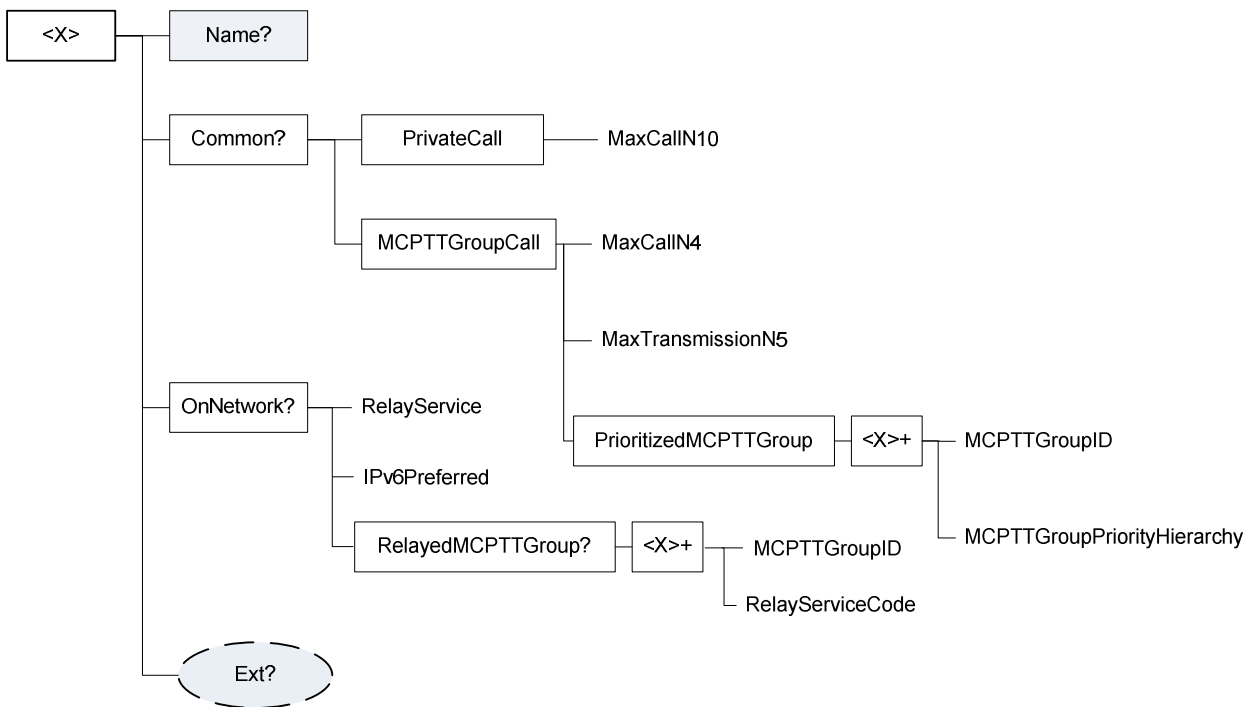 <X>
Name?
Common?
PrivateCall
MaxCallN10
MCPTTGroupCall
MaxCallN4
MaxTransmissionN5
OnNetwork?
RelayService
PrioritizedMCPTTGroup
<X>+
MCPTTGroupID
IPv6Preferred
MCPTTGroupPriorityHierarchy
RelayedMCPTTGroup?
<X>+
MCPTTGroupID
RelayServiceCode
Ext?